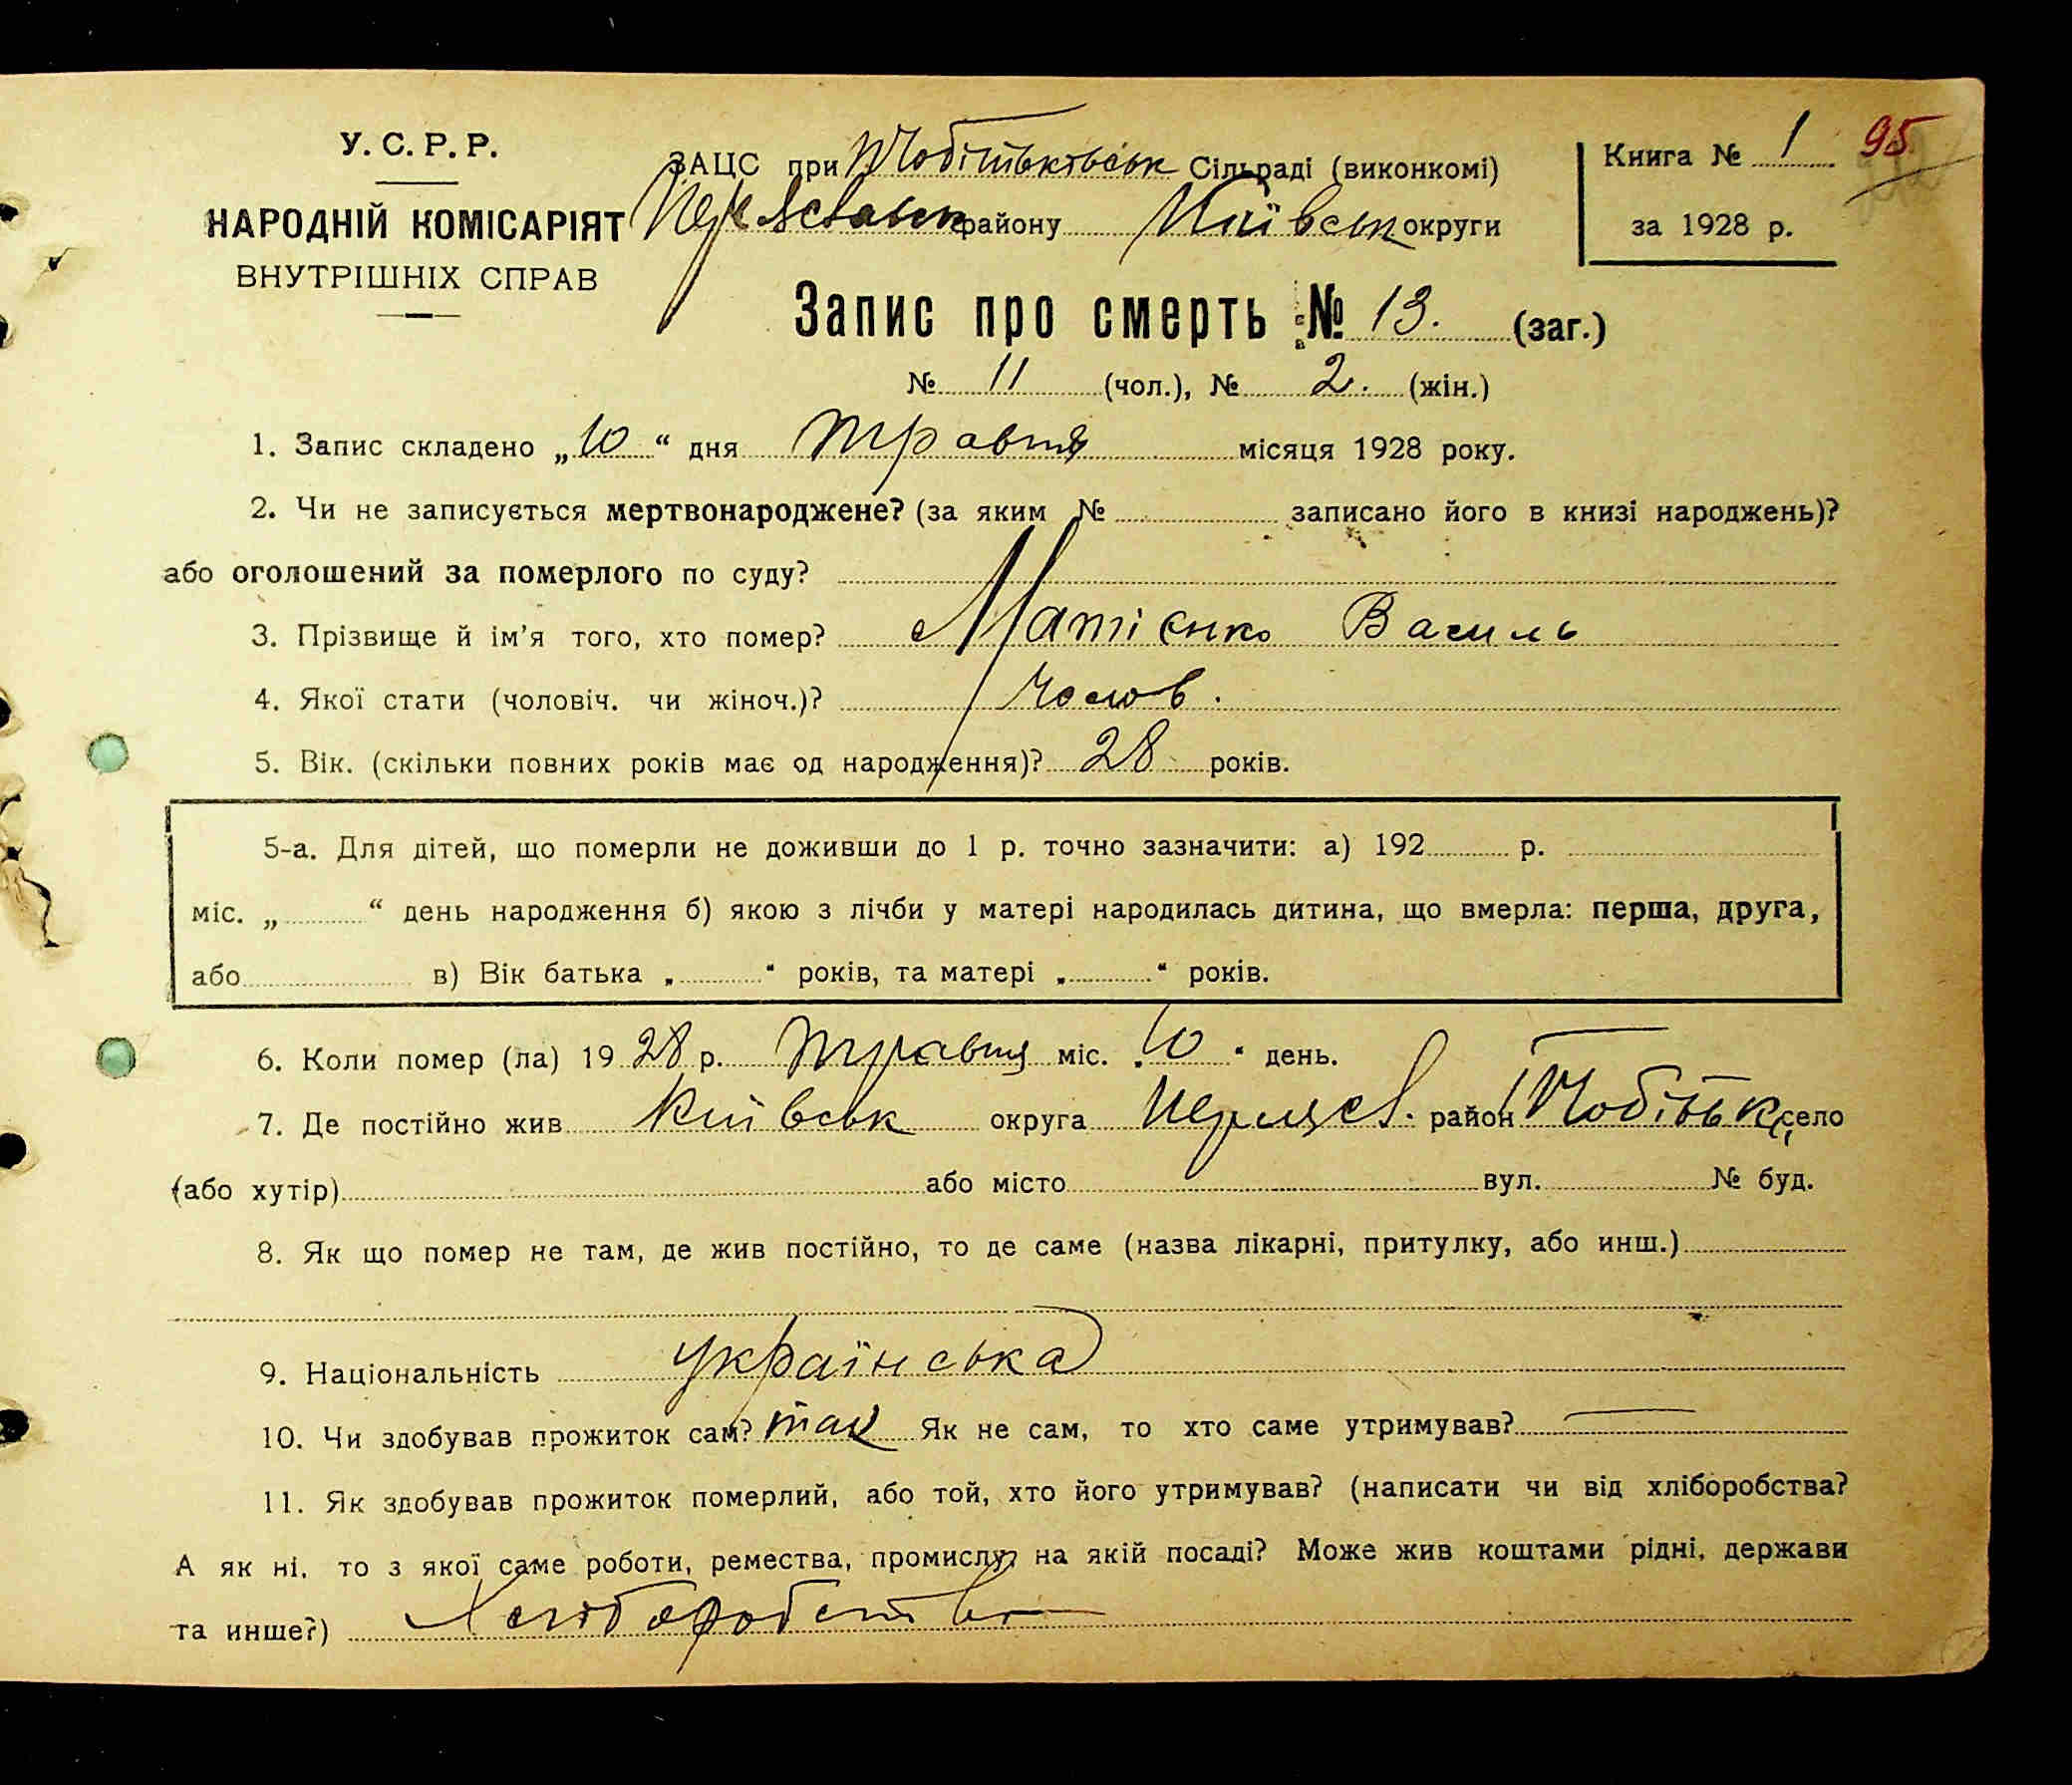 У. С. Р. Р.
НАРОДНІЙ КОМІСАРІЯТ
ВНУТРІШНІХ СПРАВ
ЗАЦС при Чобітьківськ Сільраді (виконкомі)
району Київськ округи
Книга № 1 95
за 1928 р.
Запис про смерть № 13. (заг.)
№ 11 (чол.), № 2. (жін.)
1. Запис складено „10“ дня травня місяця 1928 року.
2. Чи не записується мертвонароджене? (за яким № записано його в книзі народжень)?
або оголошений за померлого по суду?
3. Прізвище й ім’я того, хто помер? Матієнко Василь
4. Якої стати (чоловіч. чи жіноч.)? чолов.
5. Вік. (скільки повних років має од народження)? 28 років.
5-а. Для дітей, що померли не доживши до 1 р. точно зазначити: а) 192 р.
міс. „ “ день народження б) якою з лічби у матері народилась дитина, що вмерла: перша, друга,
або в) Вік батька „ “ років, та матері „ “ років.
6. Коли помер (ла) 1928 р. травня міс. „10“ день.
7. Де постійно жив Київськ округа Переясл. район Чобітьк село
(або хутір) або місто вул. № буд.
8. Як що помер не там, де жив постійно, то де саме (назва лікарні, притулку, або инш.)
9. Національність українська
10. Чи здобував прожиток сам? так Як не сам, то хто саме утримував? —
11. Як здобував прожиток померлий, або той, хто його утримував? (написати чи від хліборобства?
А як ні, то з якої саме роботи, ремества, промислу, на якій посаді? Може жив коштами рідні, держави
та инше?) Хліборобство